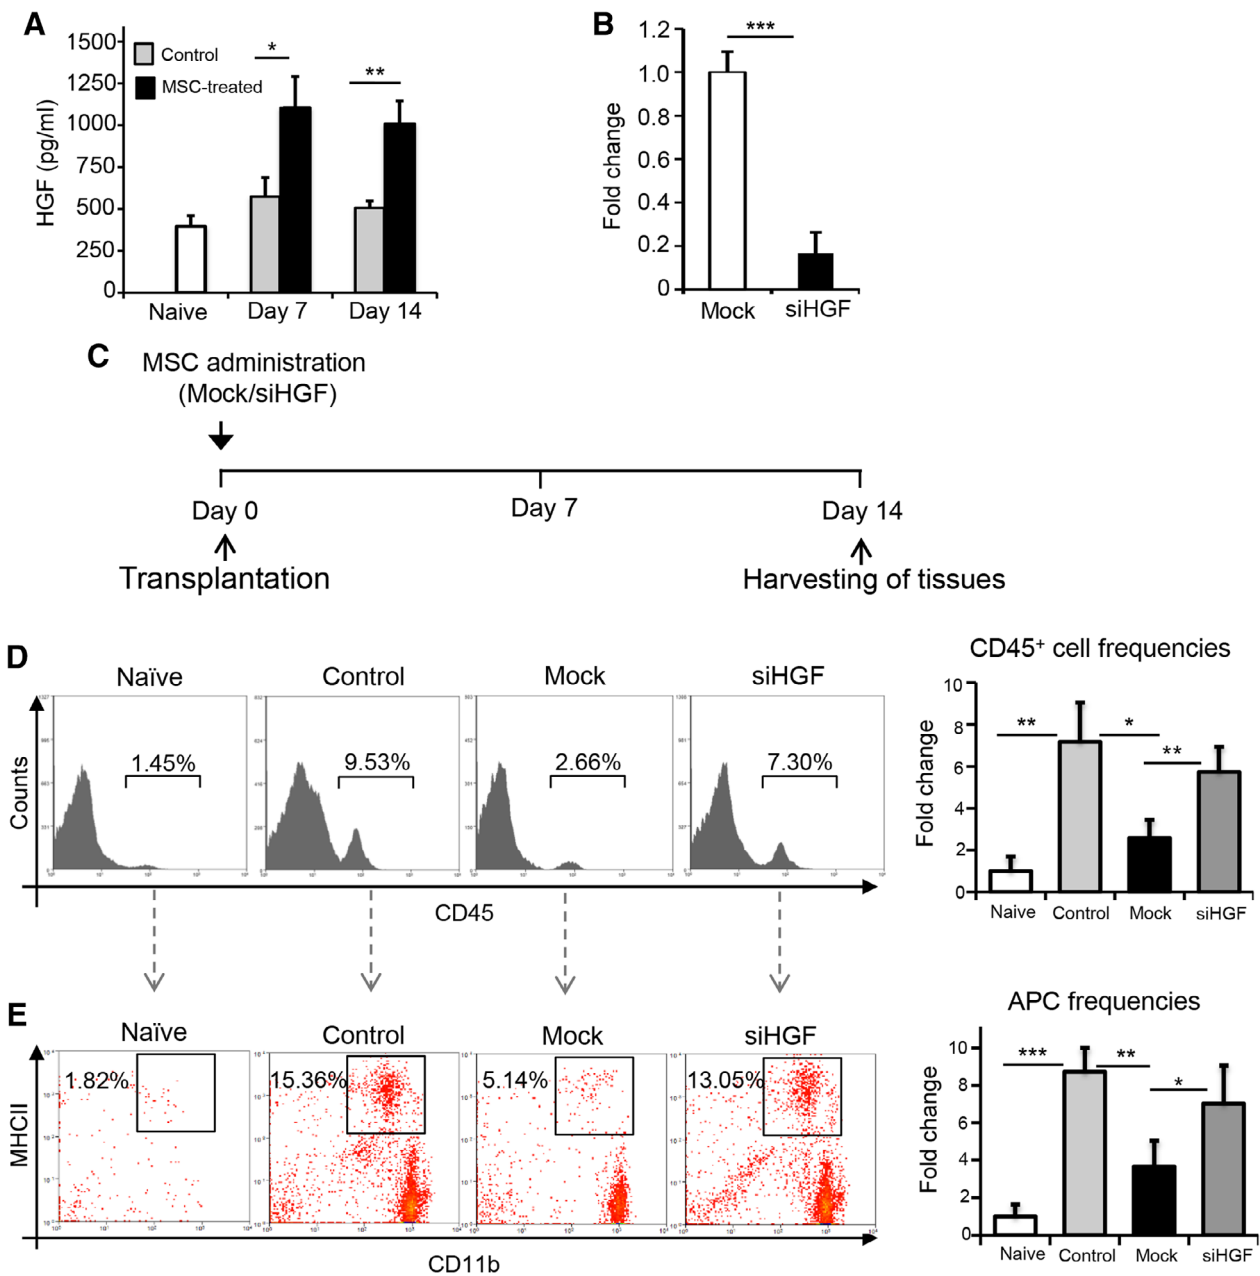 A
1500
1250
1000
750
500
250
0
HGF (pg/ml)
Control
MSC-treated
*
**
Naive
Day 7
Day 14
B
1.2
1.0
0.8
0.6
0.4
0.2
0
Fold change
***
Mock
siHGF
C
MSC administration
(Mock/siHGF)
Day 0
Day 7
Day 14
Transplantation
Harvesting of tissues
D
Naïve
Control
Mock
siHGF
Counts
1.45%
9.53%
2.66%
7.30%
CD45
CD45⁺ cell frequencies
10
8
6
4
2
0
Fold change
**
*
**
Naive
Control
Mock
siHGF
E
Naïve
Control
Mock
siHGF
MHCII
1.82%
15.36%
5.14%
13.05%
CD11b
APC frequencies
10
8
6
4
2
0
Fold change
***
**
*
Naive
Control
Mock
siHGF